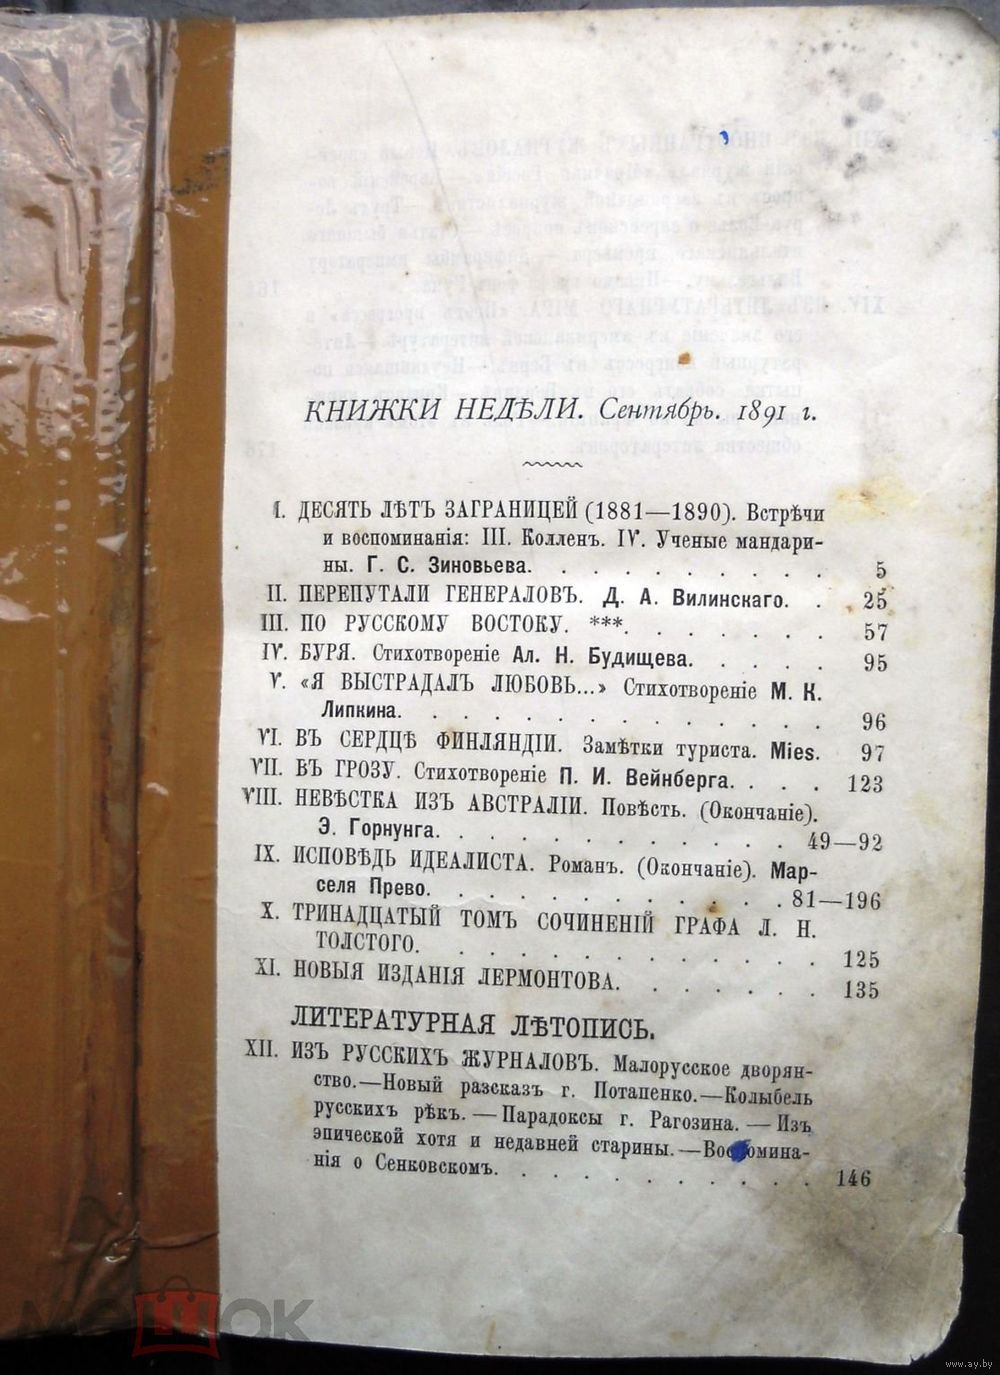 КНИЖКИ НЕДѢЛИ. Сентябрь. 1891 г.
I. ДЕСЯТЬ ЛѢТЪ ЗАГРАНИЦЕЙ (1881—1890). Встрѣчи
и воспоминанія: III. Колленъ. IV. Ученые мандари-
ны. Г. С. Зиновьева. . . . . . . . . . . 5
II. ПЕРЕПУТАЛИ ГЕНЕРАЛОВЪ. Д. А. Вилинскаго. . 25
III. ПО РУССКОМУ ВОСТОКУ. ***. . . . . . . 57
IV. БУРЯ. Стихотвореніе Ал. Н. Будищева. . . . . 95
V. «Я ВЫСТРАДАЛЪ ЛЮБОВЬ...» Стихотвореніе М. К.
Липкина. . . . . . . . . . . . . . . 96
VI. ВЪ СЕРДЦѢ ФИНЛЯНДІИ. Замѣтки туриста. Mies. 97
VII. ВЪ ГРОЗУ. Стихотвореніе П. И. Вейнберга. . . . 123
VIII. НЕВѢСТКА ИЗЪ АВСТРАЛІИ. Повѣсть. (Окончаніе).
Э. Горнунга. . . . . . . . . . . . 49—92
IX. ИСПОВѢДЬ ИДЕАЛИСТА. Романъ. (Окончаніе). Мар-
селя Прево. . . . . . . . . . . . . 81—196
X. ТРИНАДЦАТЫЙ ТОМЪ СОЧИНЕНІЙ ГРАФА Л. Н.
ТОЛСТОГО. . . . . . . . . . . . . . 125
XI. НОВЫЯ ИЗДАНІЯ ЛЕРМОНТОВА. . . . . . . 135
ЛИТЕРАТУРНАЯ ЛѢТОПИСЬ.
XII. ИЗЪ РУССКИХЪ ЖУРНАЛОВЪ. Малорусское дворян-
ство.—Новый разсказъ г. Потапенко.—Колыбель
русскихъ рѣкъ.—Парадоксы г. Рагозина.—Изъ
эпической хотя и недавней старины.—Воспомина-
нія о Сенковскомъ. . . . . . . . . . . 146
мешок
www.ay.by